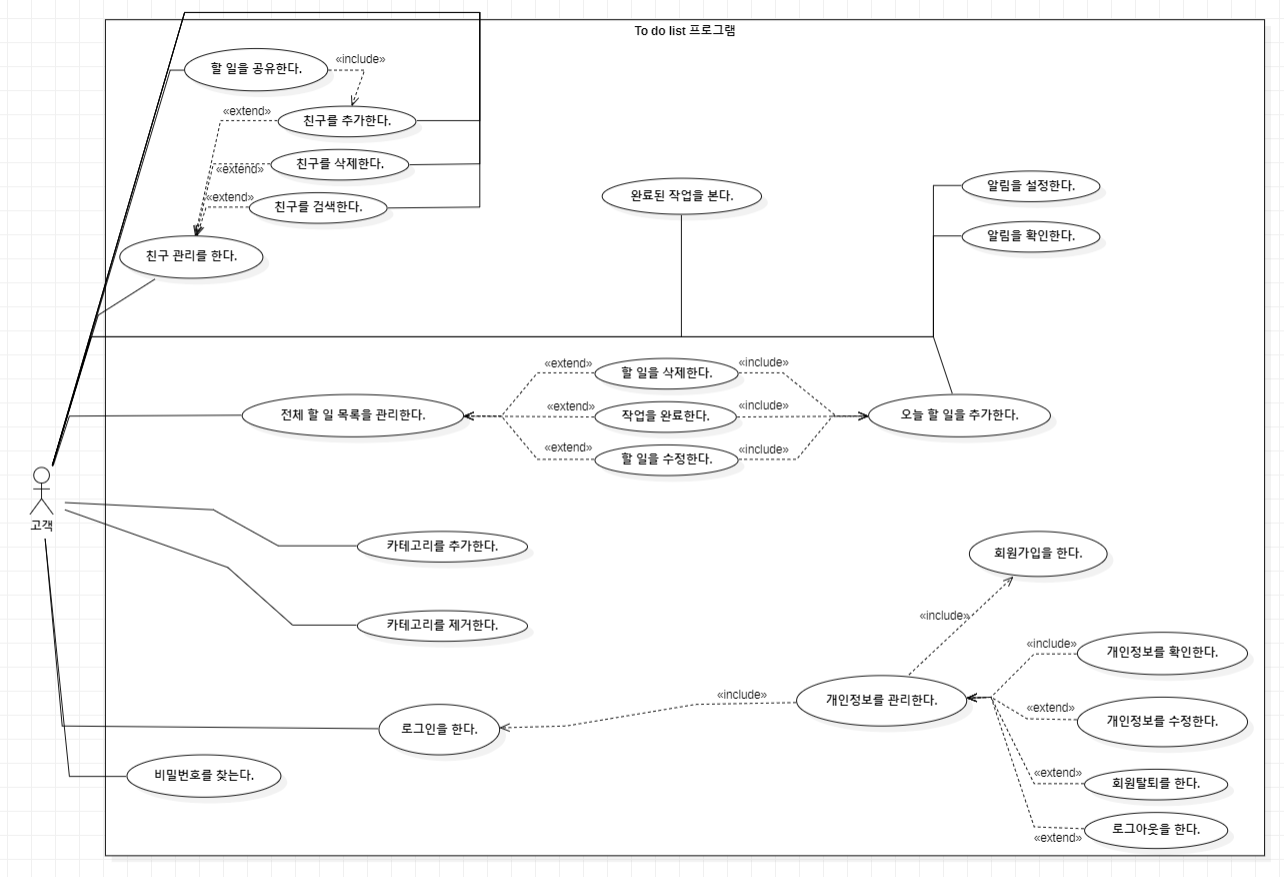 To do list 프로그램
할 일을 공유한다.
«include»
«extend»
친구를 추가한다.
친구를 삭제한다.
«extend»
«extend»
친구를 검색한다.
친구 관리를 한다.
완료된 작업을 본다.
알림을 설정한다.
알림을 확인한다.
«extend»
할 일을 삭제한다.
«include»
전체 할 일 목록을 관리한다.
«extend»
작업을 완료한다.
«include»
오늘 할 일을 추가한다.
«extend»
할 일을 수정한다.
«include»
고객
카테고리를 추가한다.
회원가입을 한다.
카테고리를 제거한다.
«include»
«include»
개인정보를 확인한다.
«include»
개인정보를 관리한다.
«extend»
개인정보를 수정한다.
로그인을 한다.
비밀번호를 찾는다.
«extend»
회원탈퇴를 한다.
로그아웃을 한다.
«extend»